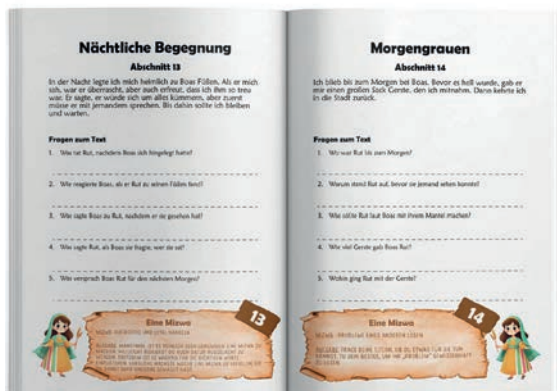 Nächtliche Begegnung
Abschnitt 13
In der Nacht legte ich mich heimlich zu Boas Füßen. Als er mich
sah, war er überrascht, aber auch erfreut, dass ich ihm so treu
war. Er sagte, er würde sich um alles kümmern, aber zuerst
müsse er mit jemandem sprechen. Bis dahin sollte ich bleiben
und warten.
Fragen zum Text
1. Was tat Rut, nachdem Boas sich hingelegt hatte?
2. Wie reagierte Boas, als er Rut zu seinen Füßen fand?
3. Was sagte Boas zu Rut, nachdem er sie gesehen hat?
4. Was sagte Rut, als Boas sie fragte, wer sie sei?
5. Was versprach Boas Rut für den nächsten Morgen?
Eine Mizwa
13
Morgengrauen
Abschnitt 14
Ich blieb bis zum Morgen bei Boas. Bevor es hell wurde, gab er
mir einen großen Sack Gerste, den ich mitnahm. Dann kehrte ich
in die Stadt zurück.
Fragen zum Text
1. Wo war Rut bis zum Morgen?
2. Warum stand Rut auf, bevor sie jemand sehen konnte?
3. Was sollte Rut laut Boas mit ihrem Mantel machen?
4. Wie viel Gerste gab Boas Rut?
5. Wohin ging Rut mit der Gerste?
Eine Mizwa
14